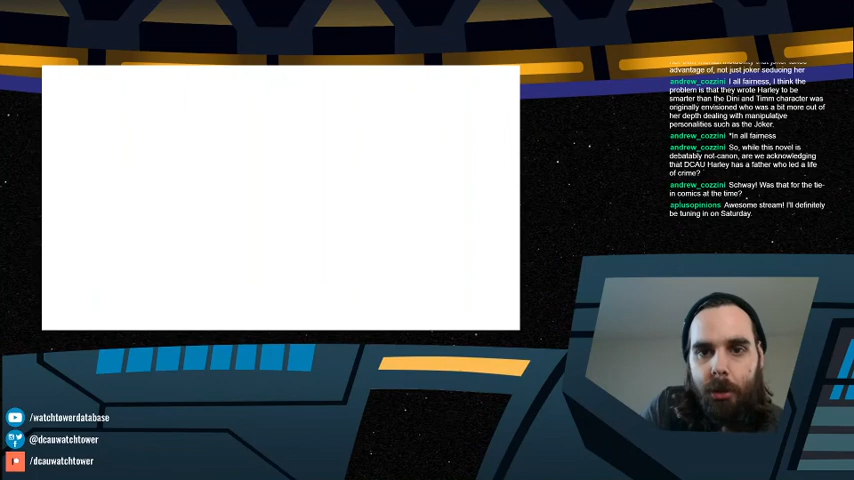 advantage of, not just joker seducing her
andrew_cozzini I all fairness, I think the
problem is that they wrote Harley to be
smarter than the Dini and Timm character was
originally envisioned who was a bit more out of
her depth dealing with manipulative
personalities such as the Joker.
andrew_cozzini *In all fairness
andrew_cozzini So, while this novel is
debatably not-canon, are we acknowledging
that DCAU Harley has a father who led a life
of crime?
andrew_cozzini Schway! Was that for the tie-
in comics at the time?
aplusopinions Awesome stream! I'll definitely
be tuning in on Saturday.
/watchtowerdatabase
@dcauwatchtower
/dcauwatchtower